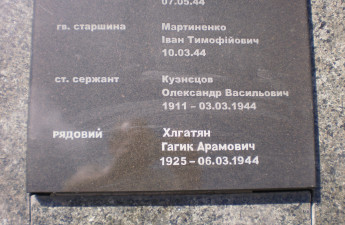 07.05.44
гв. старшина Мартиненко
Іван Тимофійович
10.03.44
ст. сержант Кузнєцов
Олександр Васильович
1911 – 03.03.1944
РЯДОВИЙ Хлгатян
Гагик Арамович
1925 – 06.03.1944